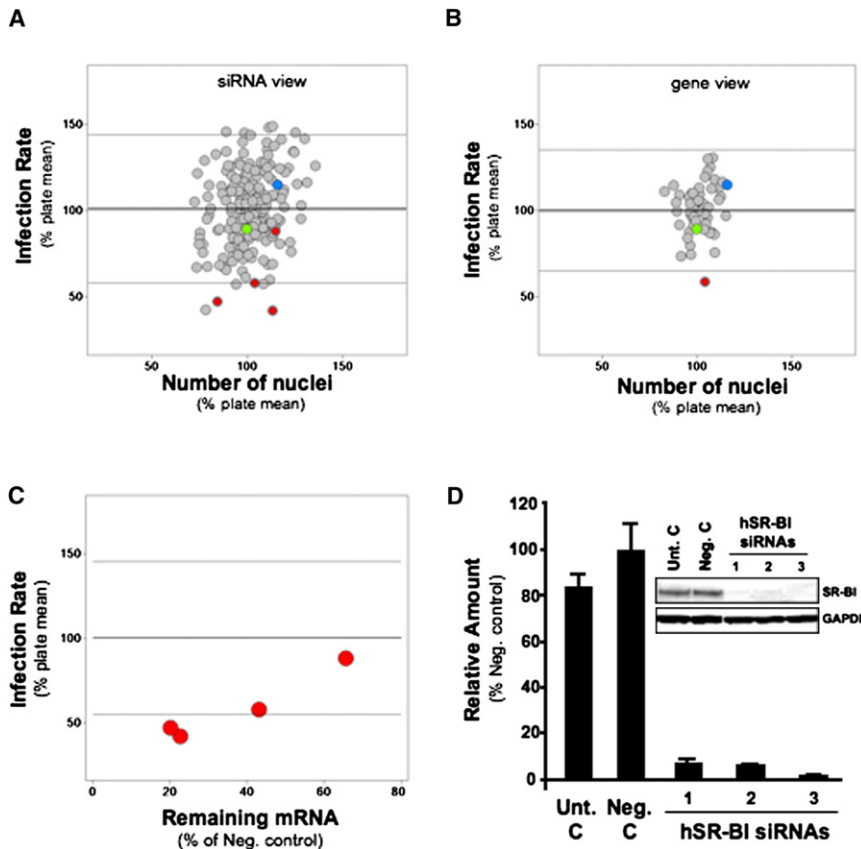 A
siRNA view
Infection Rate
(% plate mean)
150
100
50
50
100
150
Number of nuclei
(% plate mean)
B
gene view
Infection Rate
(% plate mean)
150
100
50
50
100
150
Number of nuclei
(% plate mean)
C
Infection Rate
(% plate mean)
150
100
50
0
20
40
60
80
Remaining mRNA
(% of Neg. control)
D
Relative Amount
(% Neg. control)
120
100
80
60
40
20
0
Unt. C
Neg. C
hSR-BI
siRNAs
1 2 3
SR-BI
GAPDH
Unt.
C
Neg.
C
1 2 3
hSR-BI siRNAs